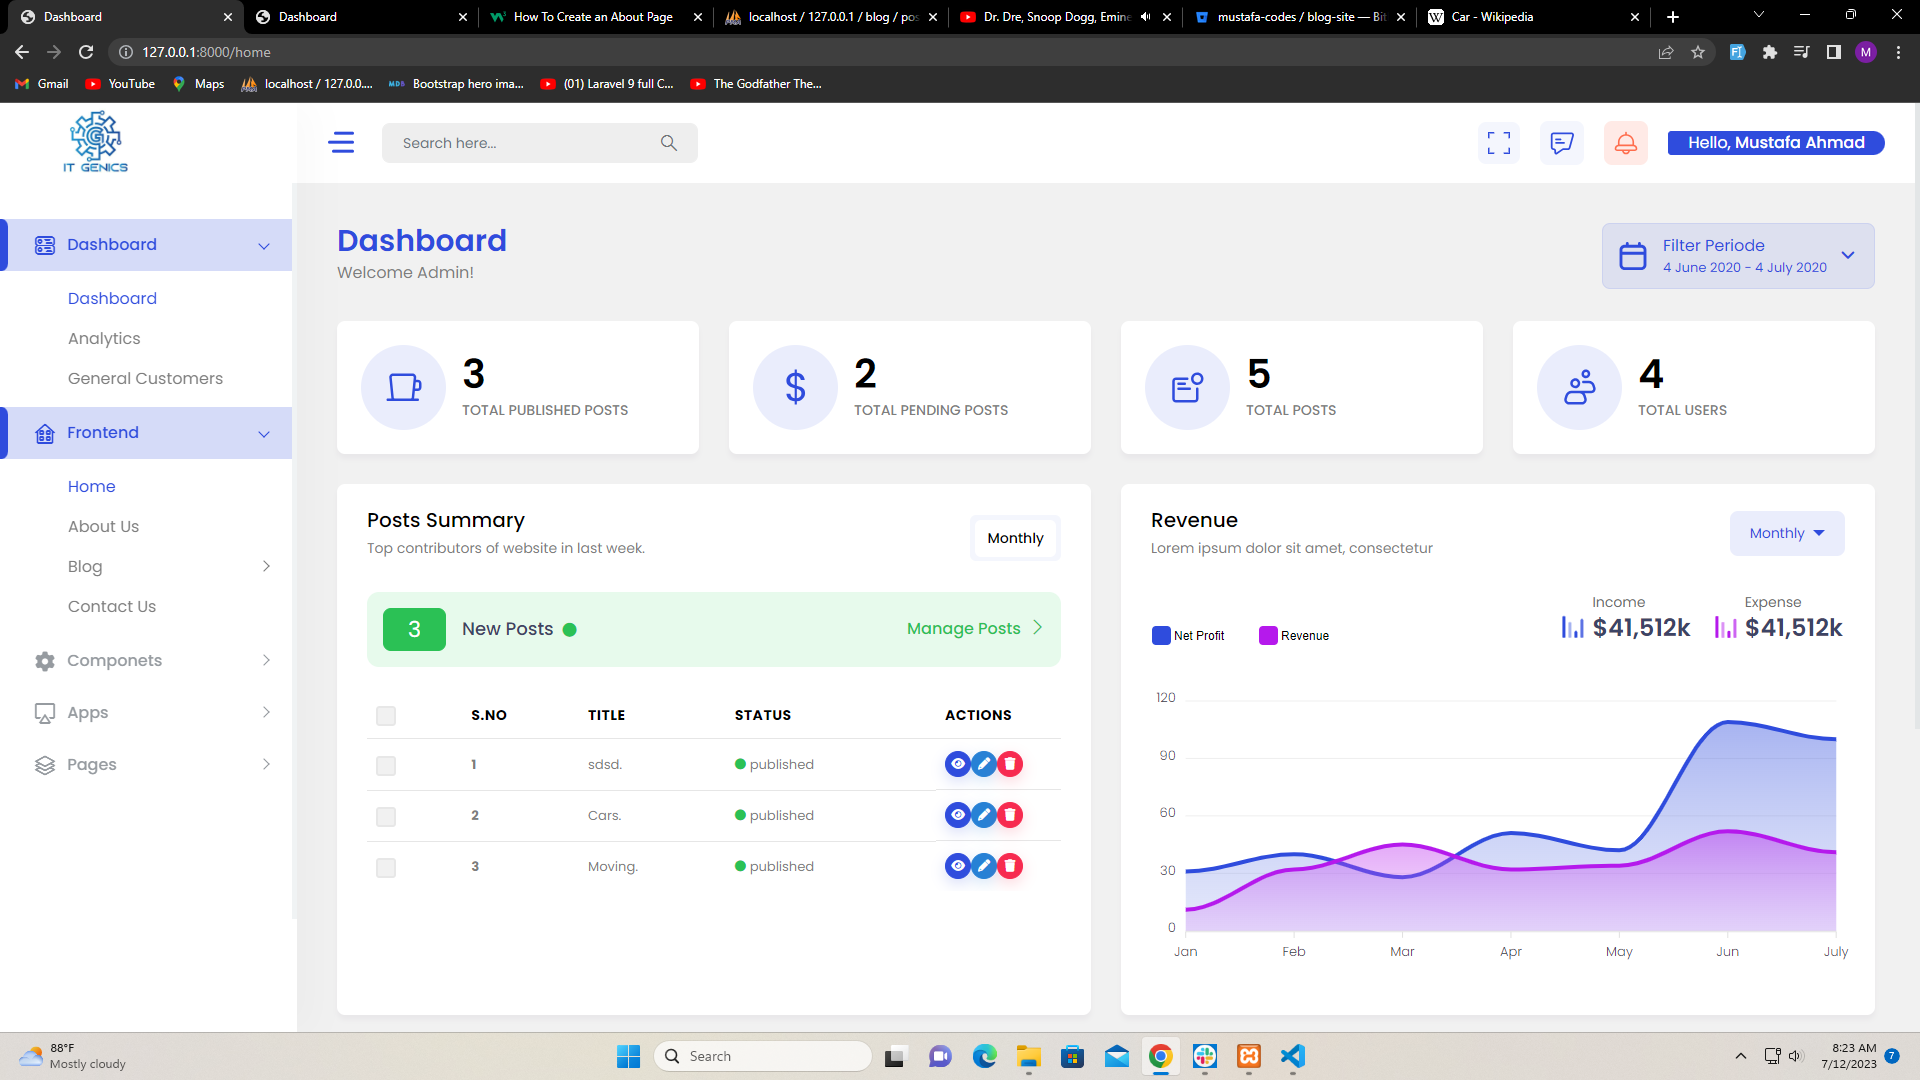 Dashboard
Dashboard
How To Create an About Page
localhost / 127.0.0.1 / blog / pos
Dr. Dre, Snoop Dogg, Emine
mustafa-codes / blog-site — Bit
Car - Wikipedia
127.0.0.1:8000/home
M
Gmail
YouTube
Maps
localhost / 127.0.0....
MDB
Bootstrap hero ima...
(01) Laravel 9 full C...
The Godfather The...
IT GENICS
Search here...
Hello, Mustafa Ahmad
Dashboard
Dashboard
Analytics
General Customers
Frontend
Home
About Us
Blog
Contact Us
Componets
Apps
Pages
Dashboard
Welcome Admin!
Filter Periode
4 June 2020 - 4 July 2020
3
TOTAL PUBLISHED POSTS
2
TOTAL PENDING POSTS
5
TOTAL POSTS
4
TOTAL USERS
Posts Summary
Top contributors of website in last week.
Monthly
3
New Posts
Manage Posts
S.NO TITLE STATUS ACTIONS
1 sdsd. published
2 Cars. published
3 Moving. published
Revenue
Lorem ipsum dolor sit amet, consectetur
Monthly
Net Profit
Revenue
Income
$41,512k
Expense
$41,512k
120
90
60
30
0
Jan Feb Mar Apr May Jun July
88°F
Mostly cloudy
Search
8:23 AM
7/12/2023
7